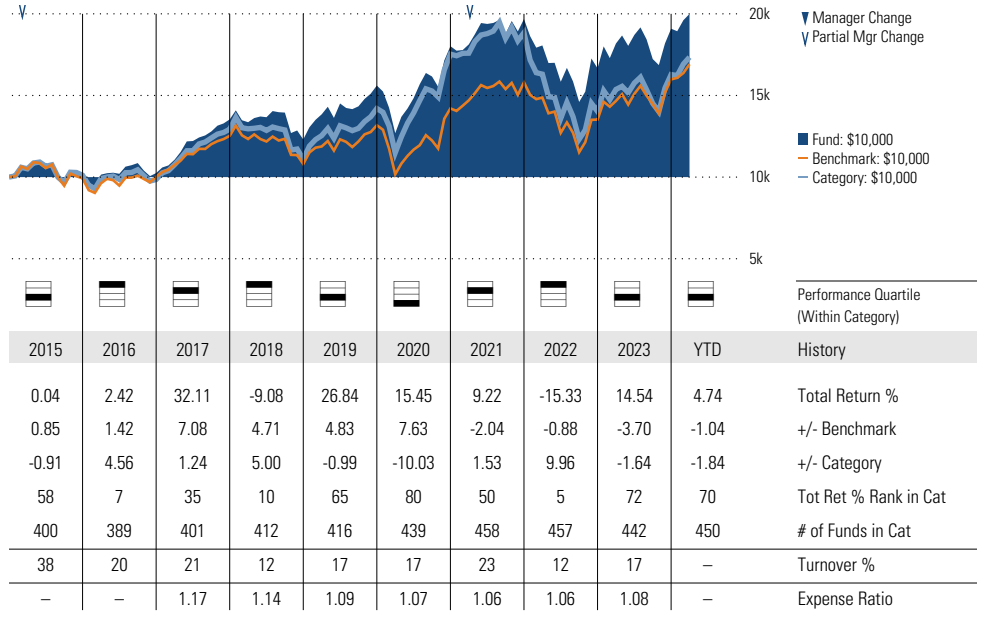 20k
15k
10k
5k
Manager Change
Partial Mgr Change
Fund: $10,000
Benchmark: $10,000
Category: $10,000
Performance Quartile
(Within Category)
2015 2016 2017 2018 2019 2020 2021 2022 2023 YTD History
0.04 2.42 32.11 -9.08 26.84 15.45 9.22 -15.33 14.54 4.74 Total Return %
0.85 1.42 7.08 4.71 4.83 7.63 -2.04 -0.88 -3.70 -1.04 +/- Benchmark
-0.91 4.56 1.24 5.00 -0.99 -10.03 1.53 9.96 -1.64 -1.84 +/- Category
58 7 35 10 65 80 50 5 72 70 Tot Ret % Rank in Cat
400 389 401 412 416 439 458 457 442 450 # of Funds in Cat
38 20 21 12 17 17 23 12 17 – Turnover %
– – 1.17 1.14 1.09 1.07 1.06 1.06 1.08 – Expense Ratio